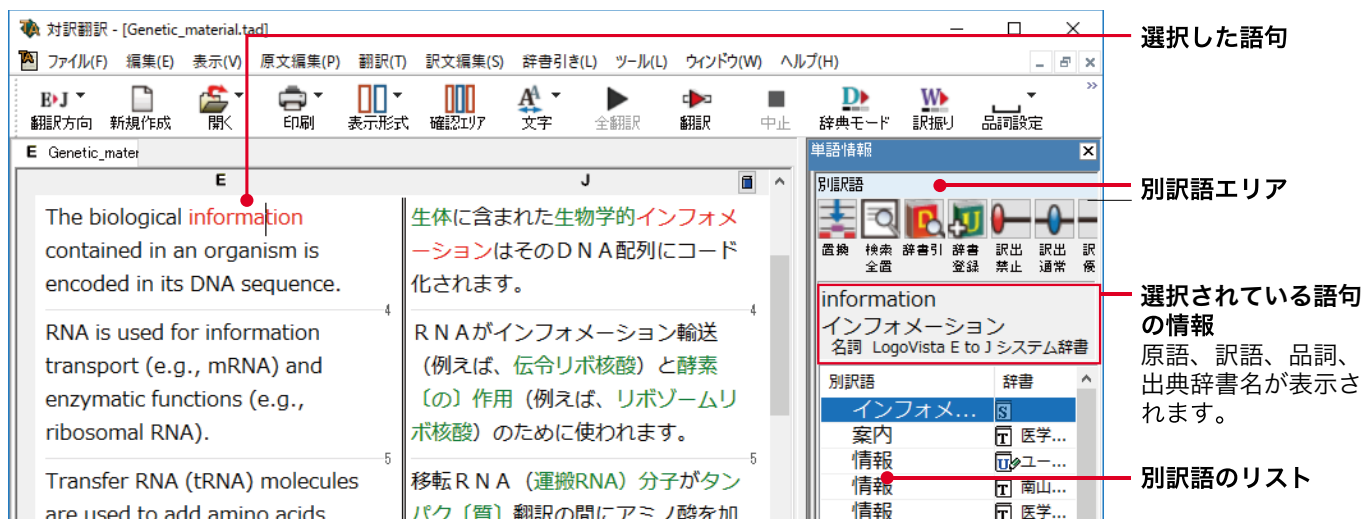 対訳翻訳 - [Genetic_material.tad]
ファイル(F) 編集(E) 表示(V) 原文編集(P) 翻訳(T) 訳文編集(S) 辞書引き(L) ツール(L) ウィンドウ(W) ヘルプ(H)
翻訳方向 新規作成 開く 印刷 表示形式 確認エリア 文字 全翻訳 翻訳 中止 辞典モード 訳振り 品詞設定
E Genetic_mater
E
J
The biological information
contained in an organism is
encoded in its DNA sequence.
生体に含まれた生物学的インフォメ
ーションはそのDNA配列にコード
化されます。
4
4
RNA is used for information
transport (e.g., mRNA) and
enzymatic functions (e.g.,
ribosomal RNA).
RNAがインフォメーション輸送
（例えば、伝令リボ核酸）と酵素
〔の〕作用（例えば、リボゾームリ
ボ核酸）のために使われます。
5
5
Transfer RNA (tRNA) molecules
are used to add amino acids
移転RNA（運搬RNA）分子がタン
パク〔質〕翻訳の間にアミノ酸を加
単語情報
別訳語
置換 検索全置 辞書引 辞書登録 訳出禁止 訳出通常 訳優
information
インフォメーション
名詞 LogoVista E to J システム辞書
別訳語 辞書
インフォメ... S
案内 T 医学...
情報 U ユー...
情報 T 南山...
情報 T 医学...
選択した語句
別訳語エリア
選択されている語句
の情報
原語、訳語、品詞、
出典辞書名が表示さ
れます。
別訳語のリスト